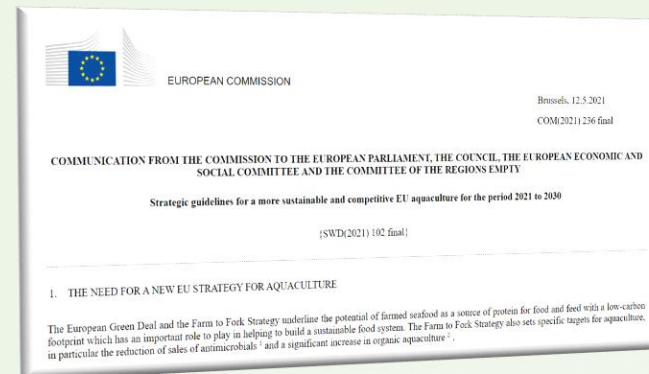 EUROPEAN COMMISSION
Brussels, 12.5.2021
COM(2021) 236 final
COMMUNICATION FROM THE COMMISSION TO THE EUROPEAN PARLIAMENT, THE COUNCIL, THE EUROPEAN ECONOMIC AND
SOCIAL COMMITTEE AND THE COMMITTEE OF THE REGIONS EMPTY
Strategic guidelines for a more sustainable and competitive EU aquaculture for the period 2021 to 2030
{SWD(2021) 102 final}
1. THE NEED FOR A NEW EU STRATEGY FOR AQUACULTURE
The European Green Deal and the Farm to Fork Strategy underline the potential of farmed seafood as a source of protein for food and feed with a low-carbon
footprint which has an important role to play in helping to build a sustainable food system. The Farm to Fork Strategy also sets specific targets for aquaculture,
in particular the reduction of sales of antimicrobials 1 and a significant increase in organic aquaculture 2 .